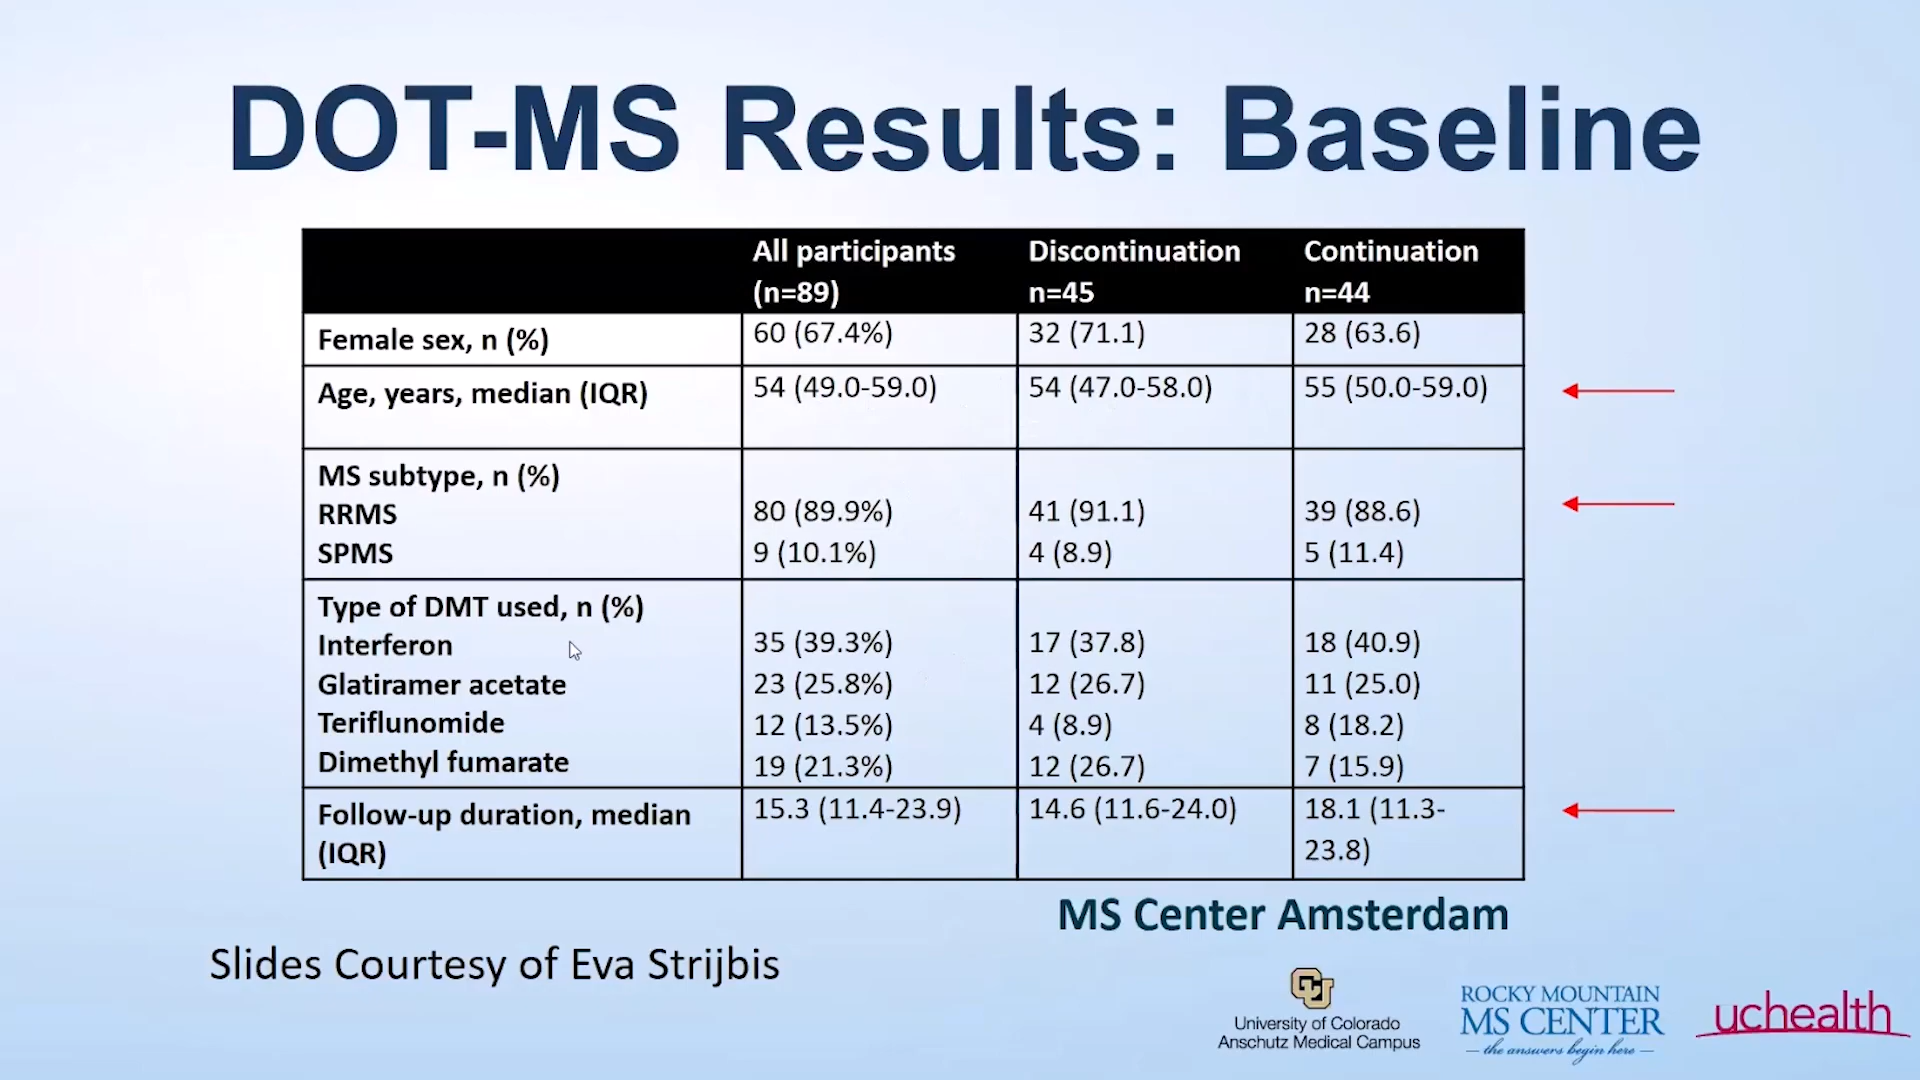 DOT-MS Results: Baseline
All participants (n=89) Discontinuation n=45 Continuation n=44
Female sex, n (%) 60 (67.4%) 32 (71.1) 28 (63.6)
Age, years, median (IQR) 54 (49.0-59.0) 54 (47.0-58.0) 55 (50.0-59.0)
MS subtype, n (%)
RRMS 80 (89.9%) 41 (91.1) 39 (88.6)
SPMS 9 (10.1%) 4 (8.9) 5 (11.4)
Type of DMT used, n (%)
Interferon 35 (39.3%) 17 (37.8) 18 (40.9)
Glatiramer acetate 23 (25.8%) 12 (26.7) 11 (25.0)
Teriflunomide 12 (13.5%) 4 (8.9) 8 (18.2)
Dimethyl fumarate 19 (21.3%) 12 (26.7) 7 (15.9)
Follow-up duration, median (IQR) 15.3 (11.4-23.9) 14.6 (11.6-24.0) 18.1 (11.3-23.8)
MS Center Amsterdam
Slides Courtesy of Eva Strijbis
CU
University of Colorado
Anschutz Medical Campus
ROCKY MOUNTAIN
MS CENTER
the answers begin here
uchealth